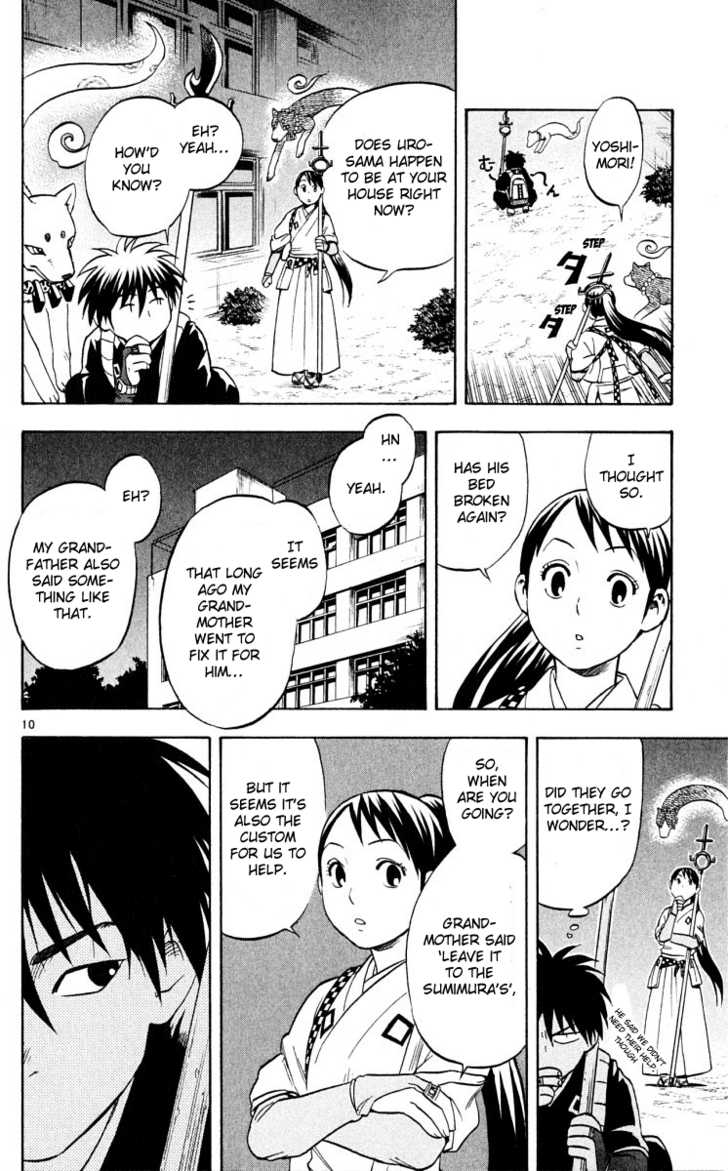 YOSHI-
MORI!
むん
STEP
タ
STEP
タ
DOES URO-
SAMA HAPPEN
TO BE AT YOUR
HOUSE RIGHT
NOW?
EH?
YEAH...
HOW'D
YOU
KNOW?
I
THOUGHT
SO.
HAS HIS
BED
BROKEN
AGAIN?
HN
...
YEAH.
IT
SEEMS
THAT LONG
AGO MY
GRAND-
MOTHER
WENT TO
FIX IT FOR
HIM...
EH?
MY GRAND-
FATHER ALSO
SAID SOME-
THING LIKE
THAT.
10
DID THEY GO
TOGETHER, I
WONDER...?
HE SAID WE DIDN'T
NEED THEIR HELP,
THOUGH
SO,
WHEN
ARE YOU
GOING?
GRAND-
MOTHER SAID
'LEAVE IT
TO THE
SUMIMURA'S',
BUT IT
SEEMS IT'S
ALSO THE
CUSTOM
FOR US TO
HELP.